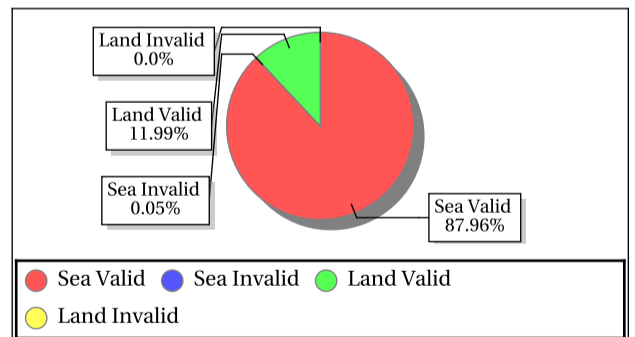 Land Invalid
0.0%
Land Valid
11.99%
Sea Invalid
0.05%
Sea Valid
87.96%
Sea Valid Sea Invalid Land Valid
Land Invalid